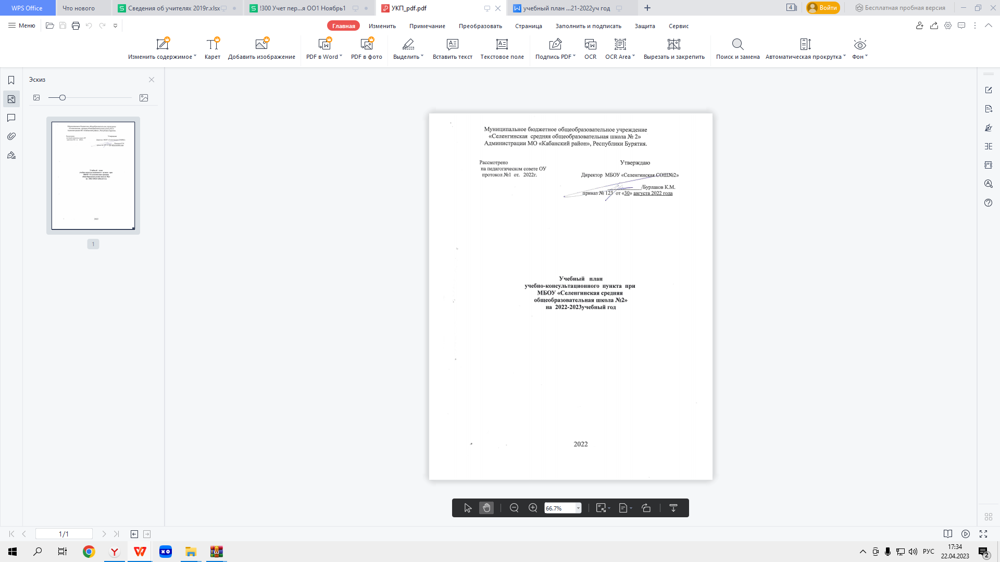 WPS Office
Что нового
Сведения об учителях 2019г.xlsx
!300 Учет пер...я ОО1 Ноябрь1
УКП_pdf.pdf
учебный план ...21-2022уч год
4
Войти
Бесплатная пробная версия
Меню
Главная
Изменить
Примечание
Преобразовать
Страница
Заполнить и подписать
Защита
Сервис
Изменить содержимое
Карет
Добавить изображение
PDF в Word
PDF в фото
Выделить
Вставить текст
Текстовое поле
Подпись PDF
OCR
OCR Area
Вырезать и закрепить
Поиск и замена
Автоматическая прокрутка
Фон
Эскиз
1
Муниципальное бюджетное общеобразовательное учреждение
«Селенгинская средняя общеобразовательная школа № 2»
Администрации МО «Кабанский район», Республики Бурятия.
Рассмотрено
на педагогическом совете ОУ
протокол №1 от. 2022г.
Утверждаю
Директор МБОУ «Селенгинская СОШ№2»
/Бурлаков К.М.
приказ № 123 от «30» августа 2022 года
Учебный план
учебно-консультационного пункта при
МБОУ «Селенгинская средняя
общеобразовательная школа №2»
на 2022-2023учебный год
2022
66.7%
1/1
РУС
17:34
22.04.2023
2